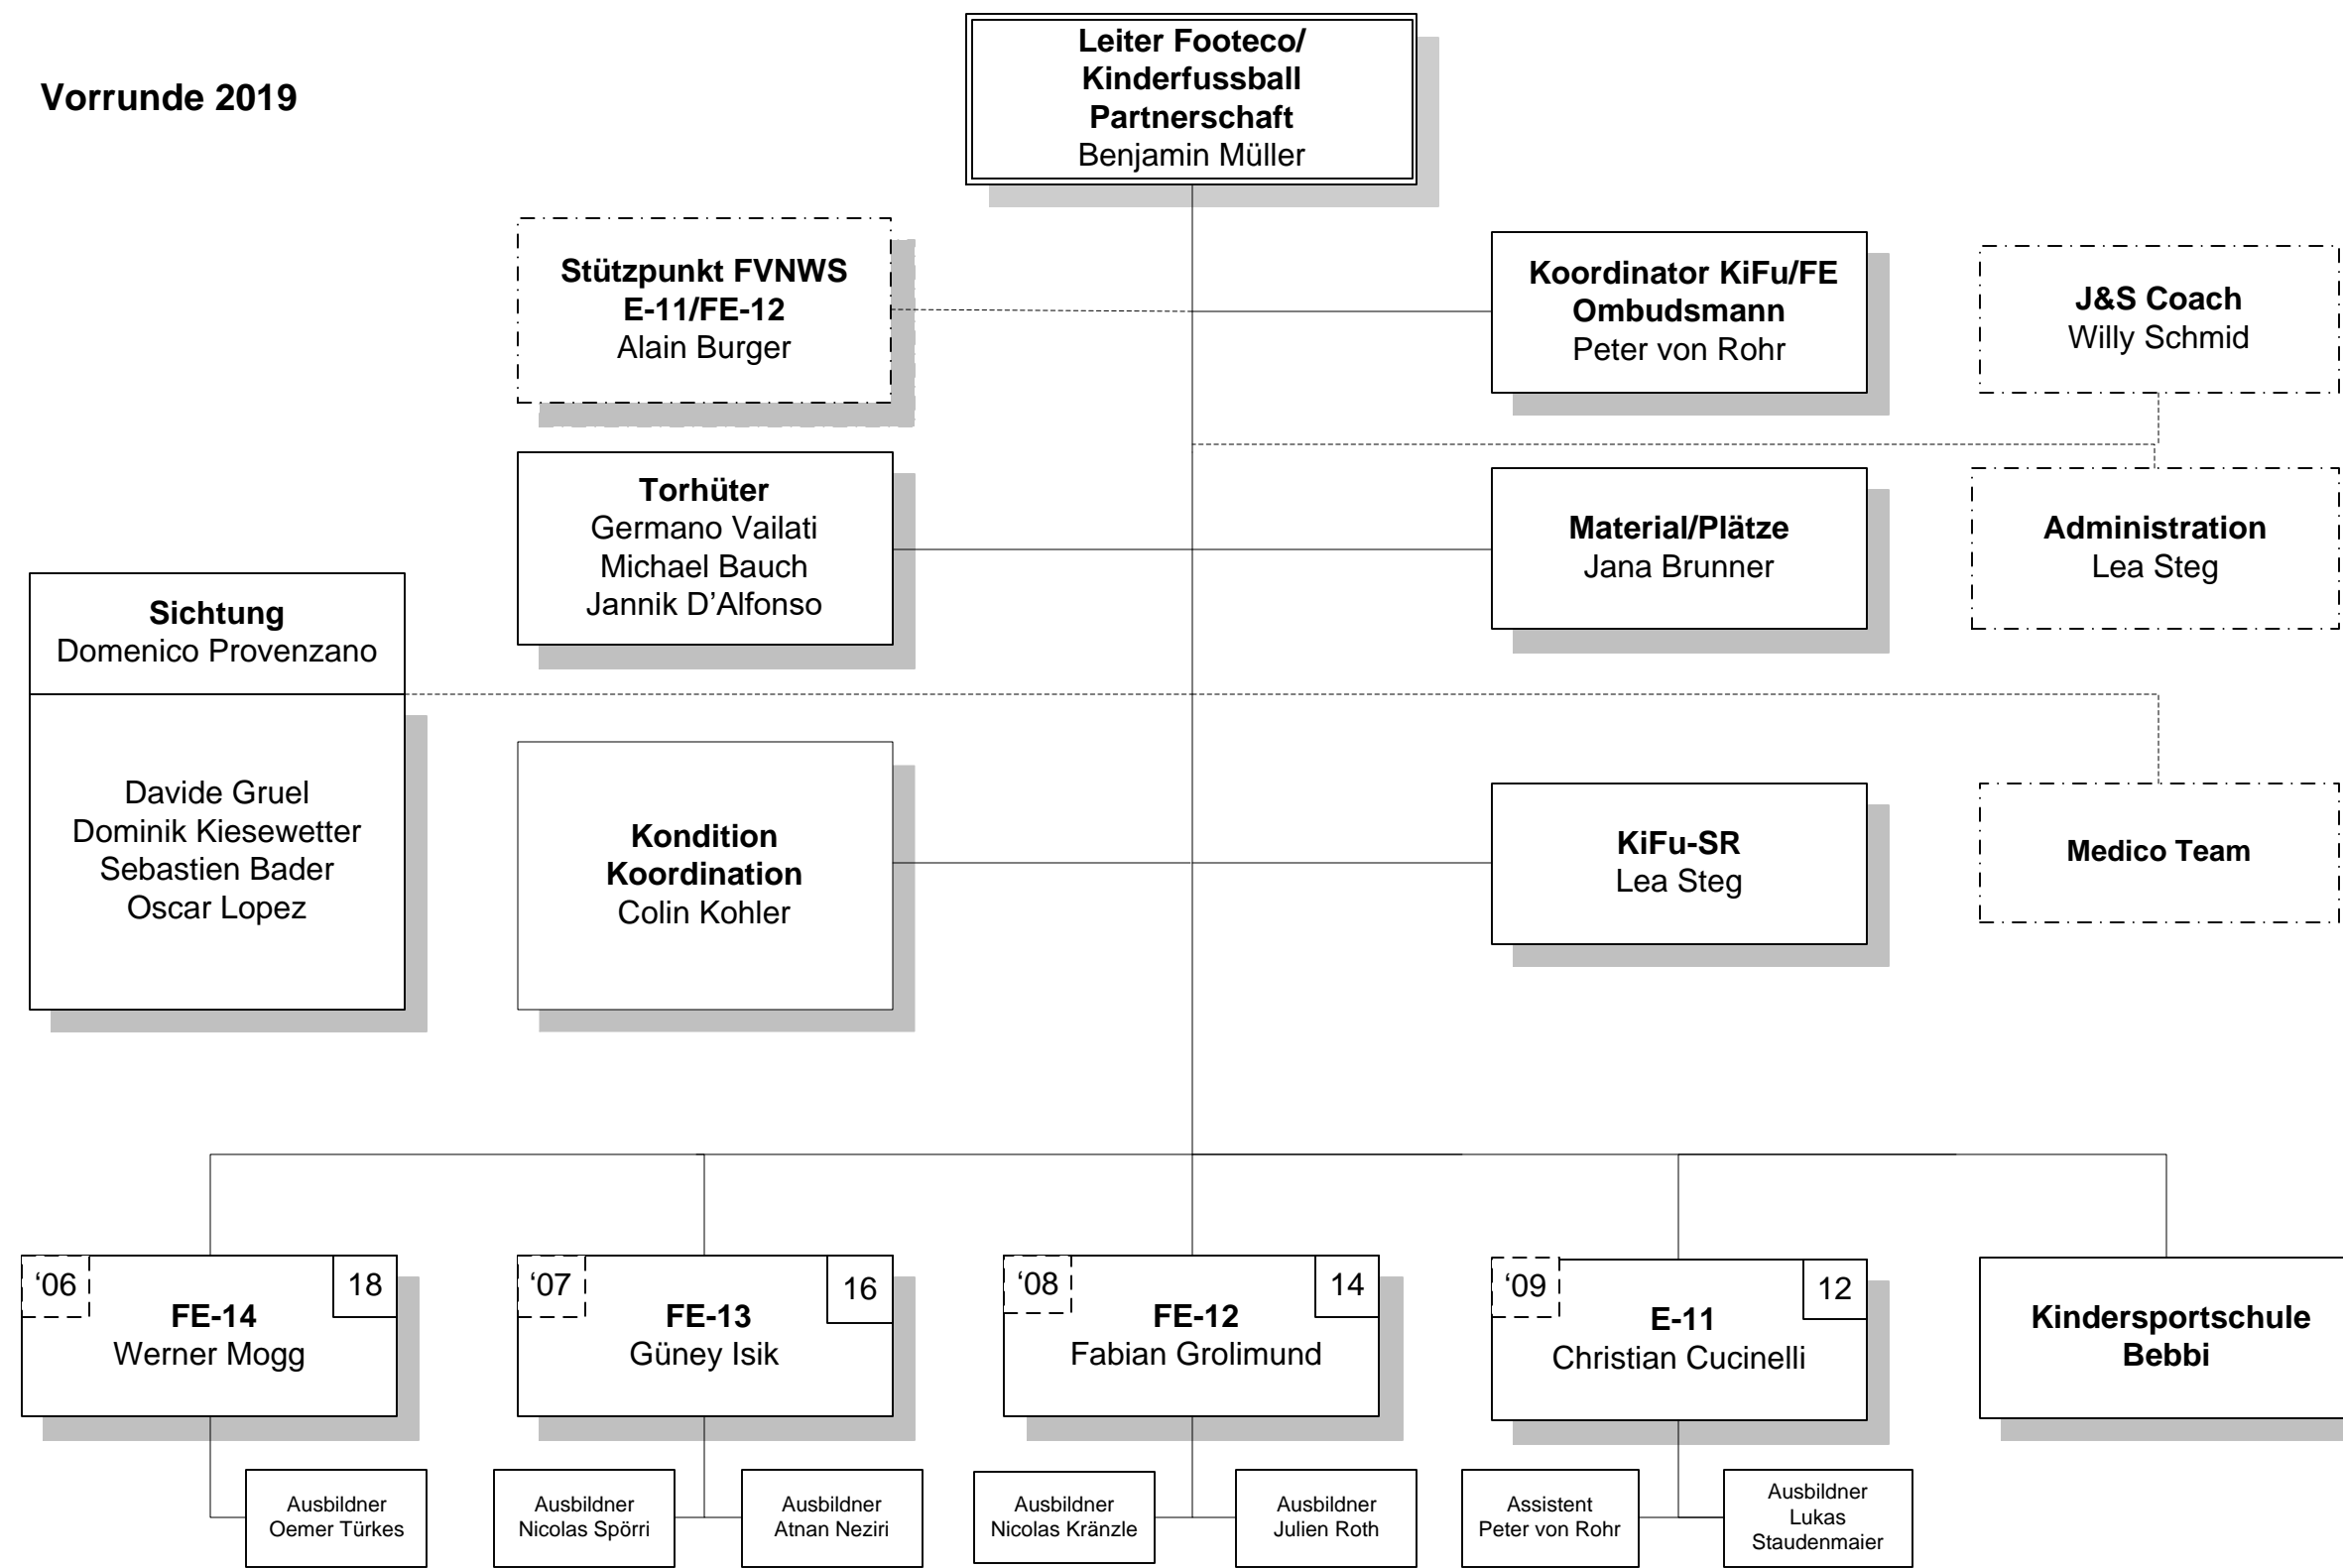 Vorrunde 2019
Leiter Footeco/
Kinderfussball
Partnerschaft
Benjamin Müller
Stützpunkt FVNWS
E-11/FE-12
Alain Burger
Koordinator KiFu/FE
Ombudsmann
Peter von Rohr
J&S Coach
Willy Schmid
Torhüter
Germano Vailati
Michael Bauch
Jannik D’Alfonso
Material/Plätze
Jana Brunner
Administration
Lea Steg
Sichtung
Domenico Provenzano
Davide Gruel
Dominik Kiesewetter
Sebastien Bader
Oscar Lopez
Kondition
Koordination
Colin Kohler
KiFu-SR
Lea Steg
Medico Team
‘06
18
FE-14
Werner Mogg
‘07
16
FE-13
Güney Isik
‘08
14
FE-12
Fabian Grolimund
‘09
12
E-11
Christian Cucinelli
Kindersportschule
Bebbi
Ausbildner
Oemer Türkes
Ausbildner
Nicolas Spörri
Ausbildner
Atnan Neziri
Ausbildner
Nicolas Kränzle
Ausbildner
Julien Roth
Assistent
Peter von Rohr
Ausbildner
Lukas
Staudenmaier